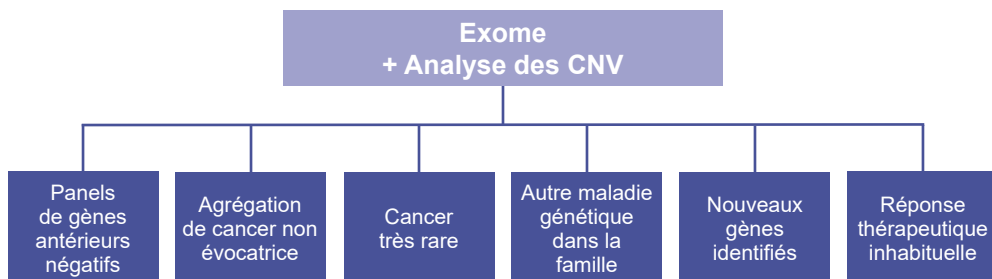 Exome
+ Analyse des CNV
Panels
de gènes
antérieurs
négatifs
Agrégation
de cancer non
évocatrice
Cancer
très rare
Autre maladie
génétique
dans la
famille
Nouveaux
gènes
identifiés
Réponse
thérapeutique
inhabituelle